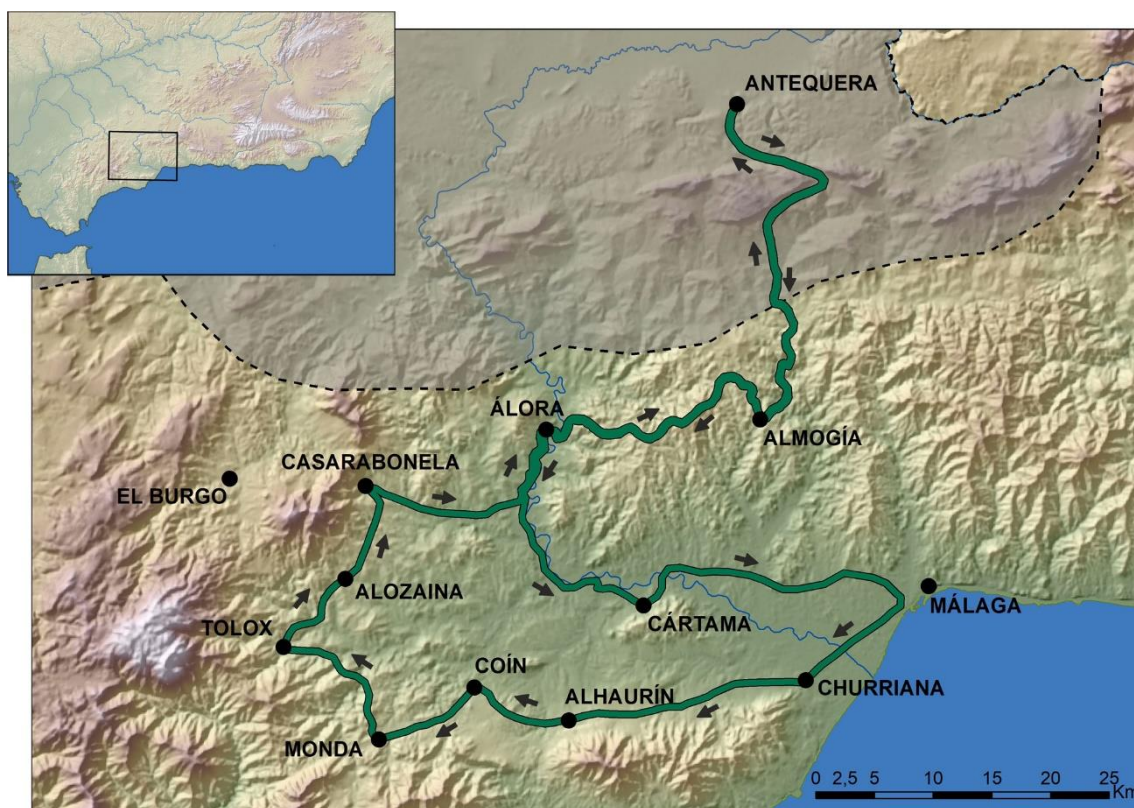 ANTEQUERA
ÁLORA
ALMOGÍA
CASARABONELA
EL BURGO
ALOZAINA
MÁLAGA
CÁRTAMA
TOLOX
COÍN
ALHAURÍN
CHURRIANA
MONDA
0 2,5 5 10 15 20 25 Km